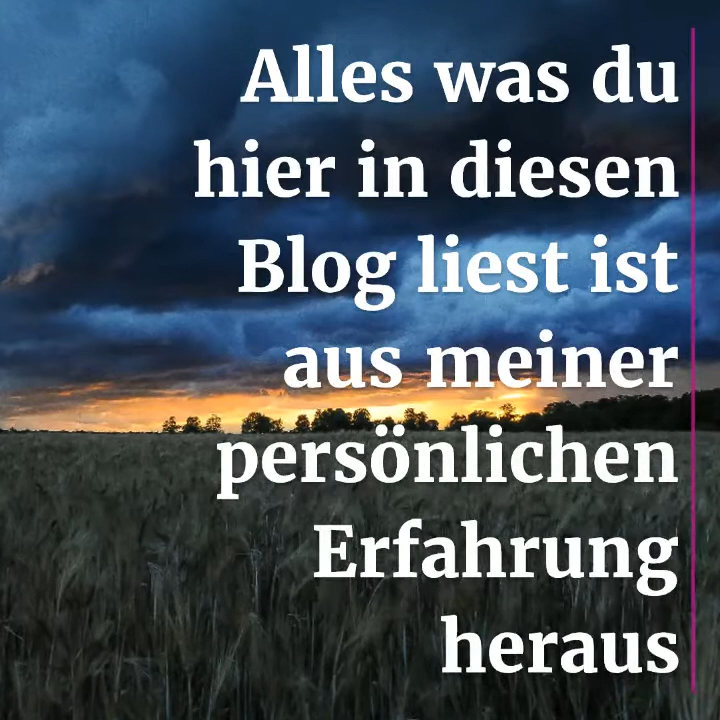 Alles was du
hier in diesen
Blog liest ist
aus meiner
persönlichen
Erfahrung
heraus